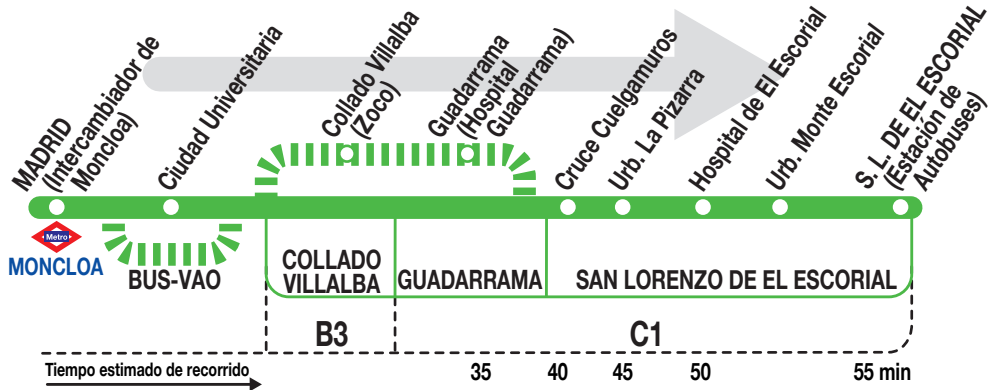 MADRID
(Intercambiador de
Moncloa)
Ciudad Universitaria
Collado Villalba
(Zoco)
Guadarrama
(Hospital
Guadarrama)
Cruce Cuelgamuros
Urb. La Pizarra
Hospital de El Escorial
Urb. Monte Escorial
S. L. DE EL ESCORIAL
(Estación de
Autobuses)
Metro
MONCLOA
BUS-VAO
COLLADO
VILLALBA
GUADARRAMA
SAN LORENZO DE EL ESCORIAL
B3
C1
Tiempo estimado de recorrido
35 40 45 50 55 min